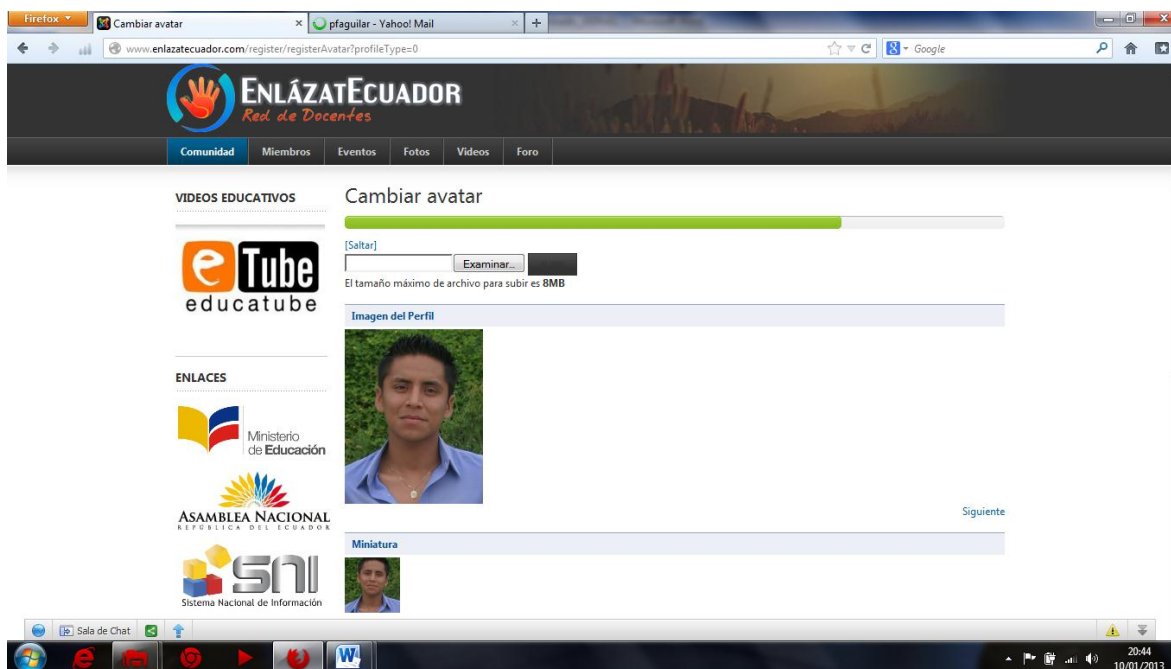 Firefox
Cambiar avatar
pfaguilar - Yahoo! Mail
www.enlazatecuador.com/register/registerAvatar?profileType=0
Google
ENLÁZATECUADOR
Red de Docentes
Comunidad Miembros Eventos Fotos Videos Foro
VIDEOS EDUCATIVOS
e Tube
educatube
ENLACES
Ministerio
de Educación
ASAMBLEA NACIONAL
REPÚBLICA DEL ECUADOR
sni
Sistema Nacional de Información
Cambiar avatar
[Saltar]
Examinar...
El tamaño máximo de archivo para subir es 8MB
Imagen del Perfil
Siguiente
Miniatura
Sala de Chat
20:44
10/01/2013